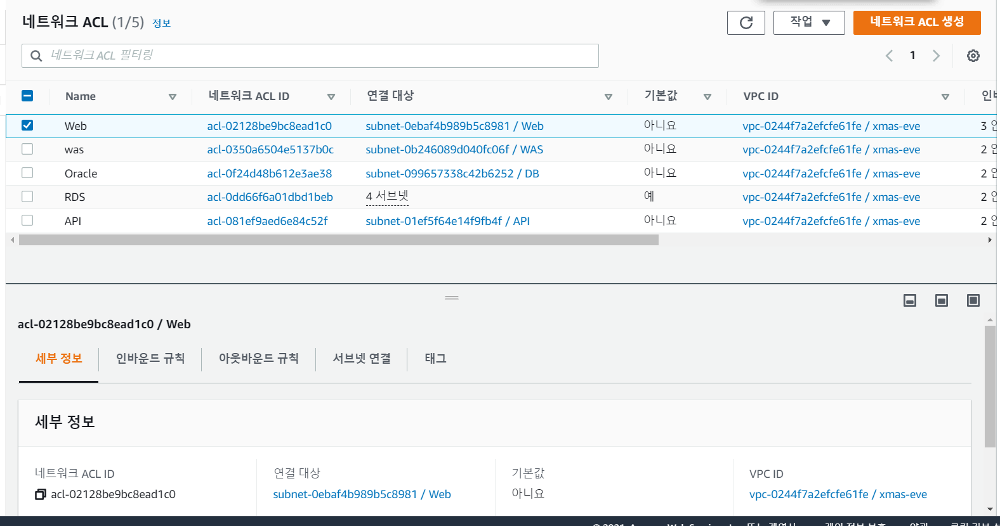 네트워크 ACL (1/5) 정보
작업
네트워크 ACL 생성
네트워크 ACL 필터링
1
Name 네트워크 ACL ID 연결 대상 기본값 VPC ID
Web acl-02128be9bc8ead1c0 subnet-0ebaf4b989b5c8981 / Web 아니요 vpc-0244f7a2efcfe61fe / xmas-eve 3
was acl-0350a6504e5137b0c subnet-0b246089d040fc06f / WAS 아니요 vpc-0244f7a2efcfe61fe / xmas-eve 2
Oracle acl-0f24d48b612e3ae38 subnet-099657338c42b6252 / DB 아니요 vpc-0244f7a2efcfe61fe / xmas-eve 2
RDS acl-0dd66f6a01dbd1beb 4 서브넷 예 vpc-0244f7a2efcfe61fe / xmas-eve 2
API acl-081ef9aed6e84c52f subnet-01ef5f64e14f9fb4f / API 아니요 vpc-0244f7a2efcfe61fe / xmas-eve 2
acl-02128be9bc8ead1c0 / Web
세부 정보 인바운드 규칙 아웃바운드 규칙 서브넷 연결 태그
세부 정보
네트워크 ACL ID 연결 대상 기본값 VPC ID
acl-02128be9bc8ead1c0 subnet-0ebaf4b989b5c8981 / Web 아니요 vpc-0244f7a2efcfe61fe / xmas-eve